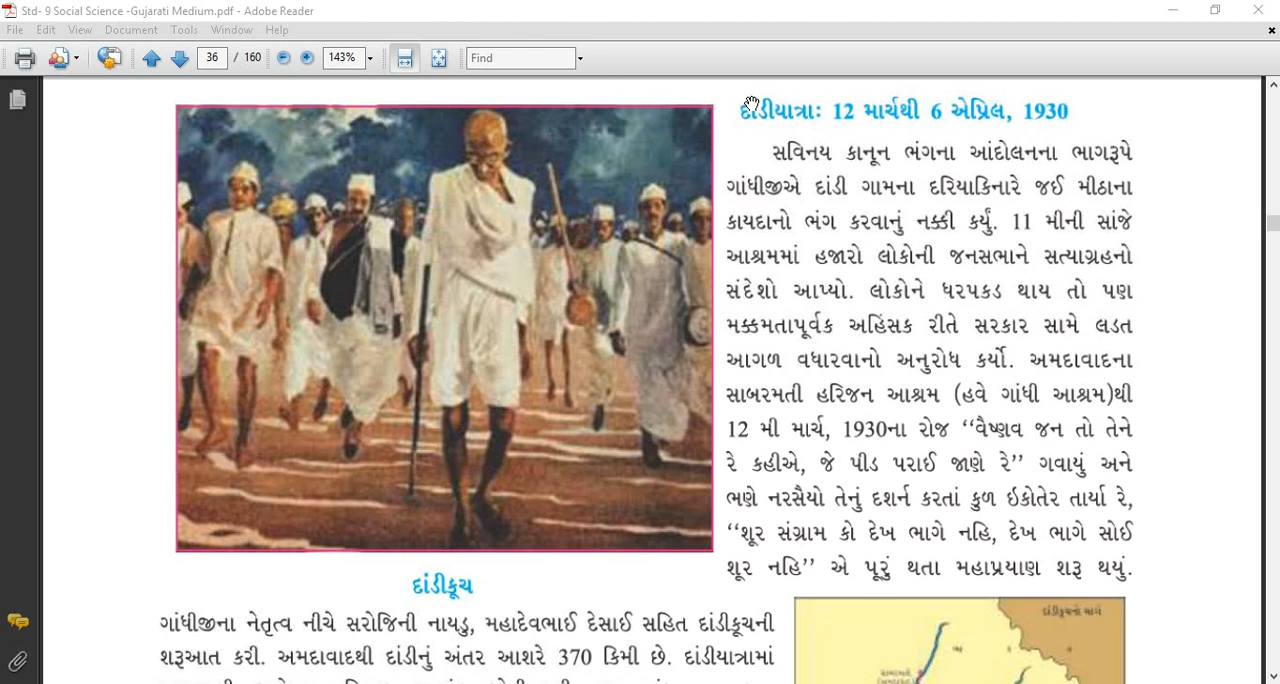 Std- 9 Social Science -Gujarati Medium.pdf - Adobe Reader
File Edit View Document Tools Window Help
36 / 160 143% Find
દાંડીયાત્રા: 12 માર્ચથી 6 એપ્રિલ, 1930
સવિનય કાનૂન ભંગના આંદોલનના ભાગરૂપે
ગાંધીજીએ દાંડી ગામના દરિયાકિનારે જઈ મીઠાના
કાયદાનો ભંગ કરવાનું નક્કી કર્યું. 11 મીની સાંજે
આશ્રમમાં હજારો લોકોની જનસભાને સત્યાગ્રહનો
સંદેશો આપ્યો. લોકોને ધરપકડ થાય તો પણ
મક્કમતાપૂર્વક અહિંસક રીતે સરકાર સામે લડત
આગળ વધારવાનો અનુરોધ કર્યો. અમદાવાદના
સાબરમતી હરિજન આશ્રમ (હવે ગાંધી આશ્રમ)થી
12 મી માર્ચ, 1930ના રોજ ‘‘વૈષ્ણવ જન તો તેને
રે કહીએ, જે પીડ પરાઈ જાણે રે’’ ગવાયું અને
ભણે નરસૈયો તેનું દર્શન કરતાં કુળ ઇકોતેર તાર્યા રે,
‘‘શૂર સંગ્રામ કો દેખ ભાગે નહિ, દેખ ભાગે સોઈ
શૂર નહિ’’ એ પૂરું થતા મહાપ્રયાણ શરૂ થયું.
દાંડીકૂચ
ગાંધીજીના નેતૃત્વ નીચે સરોજિની નાયડુ, મહાદેવભાઈ દેસાઈ સહિત દાંડીકૂચની
શરૂઆત કરી. અમદાવાદથી દાંડીનું અંતર આશરે 370 કિમી છે. દાંડીયાત્રામાં
દાંડીકૂચનો માર્ગ